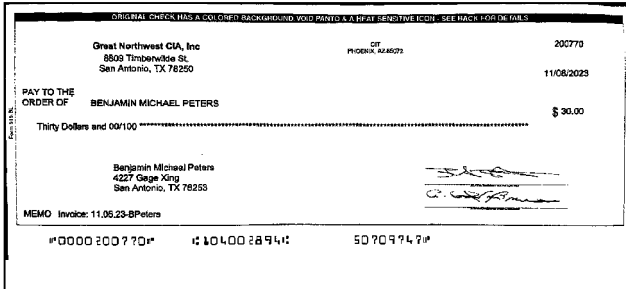 ORIGINAL CHECK HAS A COLORED BACKGROUND, VOID PANTO & A HEAT SENSITIVE ICON - SEE BACK FOR DETAILS
Great Northwest CIA, Inc
8809 Timberwilde St.
San Antonio, TX 78250
CIT
PHOENIX, AZ 85072
200770
11/08/2023
PAY TO THE
ORDER OF BENJAMIN MICHAEL PETERS
$ 30.00
Thirty Dollars and 00/100 ****************************************************************
Benjamin Michael Peters
4227 Gage Xing
San Antonio, TX 78253
MEMO Invoice: 11.06.23-BPeters
⑈0000200770⑈ ⑆104002894⑆ 50709747⑈